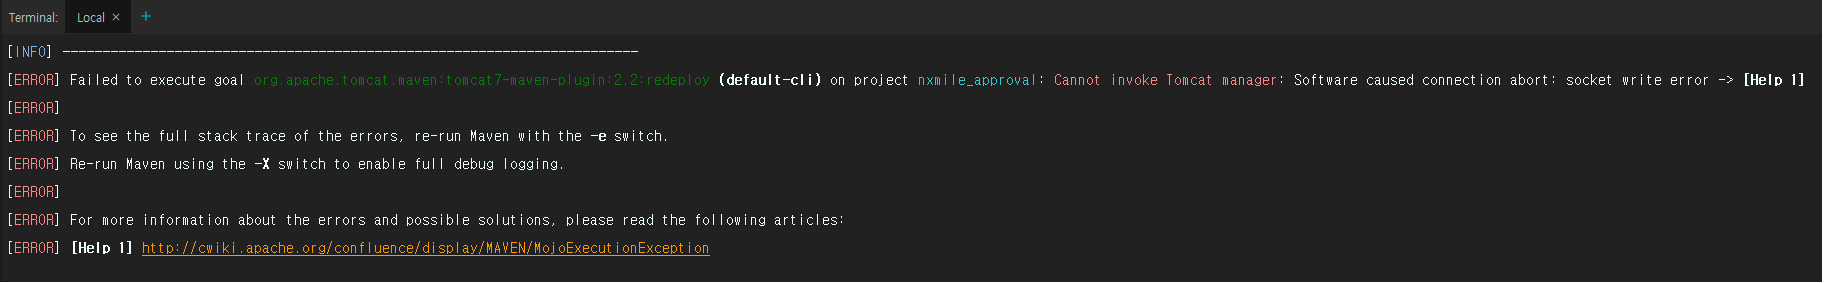 Terminal: Local × +
[INFO] ------------------------------------------------------------------------
[ERROR] Failed to execute goal org.apache.tomcat.maven:tomcat7-maven-plugin:2.2:redeploy (default-cli) on project nxmile_approval: Cannot invoke Tomcat manager: Software caused connection abort: socket write error -> [Help 1]
[ERROR]
[ERROR] To see the full stack trace of the errors, re-run Maven with the -e switch.
[ERROR] Re-run Maven using the -X switch to enable full debug logging.
[ERROR]
[ERROR] For more information about the errors and possible solutions, please read the following articles:
[ERROR] [Help 1] http://cwiki.apache.org/confluence/display/MAVEN/MojoExecutionException